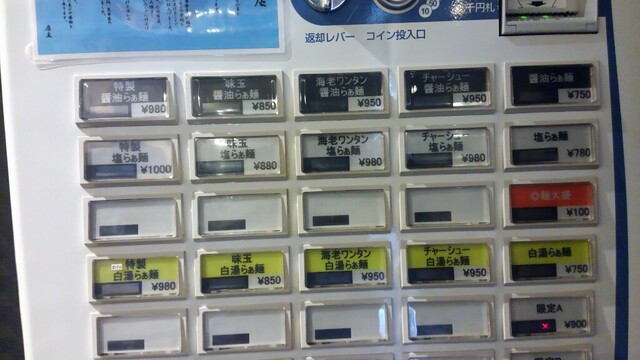 店主
10
50
千円札
返却レバー コイン投入口
特製
醤油らぁ麺
¥980
味玉
醤油らぁ麺
¥850
海老ワンタン
醤油らぁ麺
¥950
チャーシュー
醤油らぁ麺
¥950
醤油らぁ麺
¥750
特製
塩らぁ麺
¥1000
味玉
塩らぁ麺
¥880
海老ワンタン
塩らぁ麺
¥980
チャーシュー
塩らぁ麺
¥980
塩らぁ麺
¥780
◎麺大盛
¥100
特製
白湯らぁ麺
¥980
味玉
白湯らぁ麺
¥850
海老ワンタン
白湯らぁ麺
¥950
チャーシュー
白湯らぁ麺
¥950
白湯らぁ麺
¥750
限定A
×
¥900